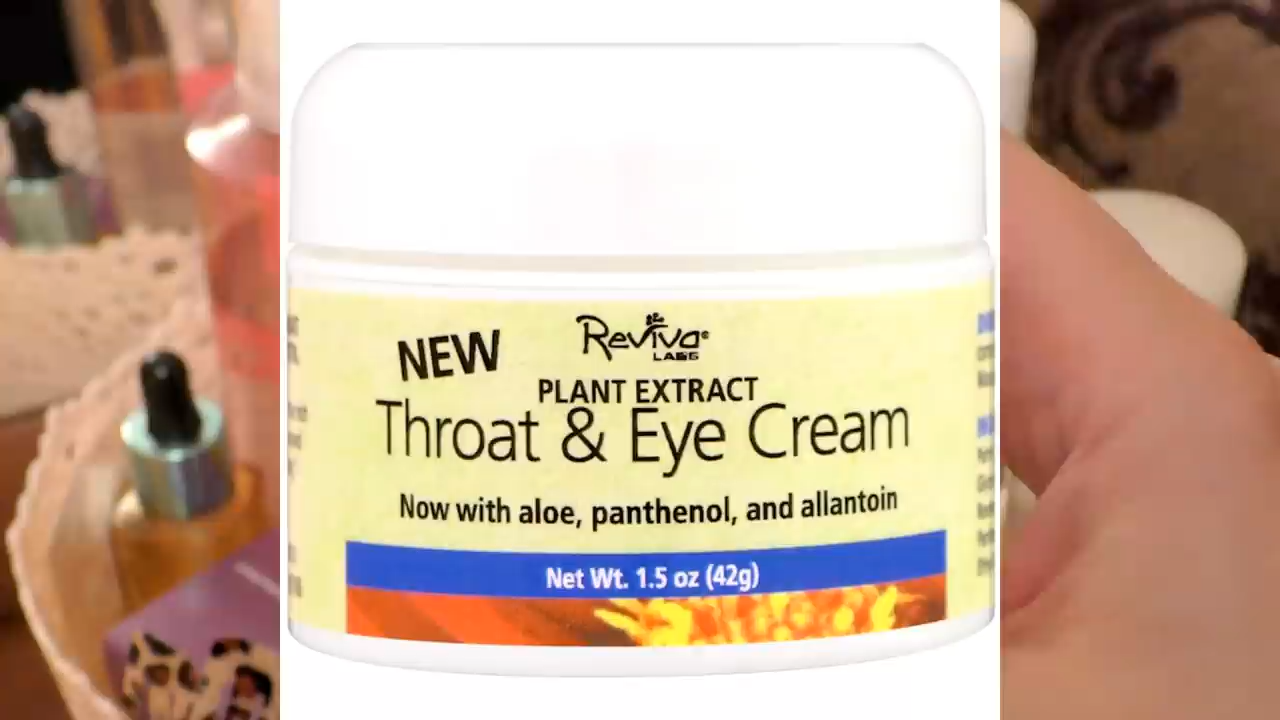 NEW
Reviva®
LABS
PLANT EXTRACT
Throat & Eye Cream
Now with aloe, panthenol, and allantoin
Net Wt. 1.5 oz (42g)